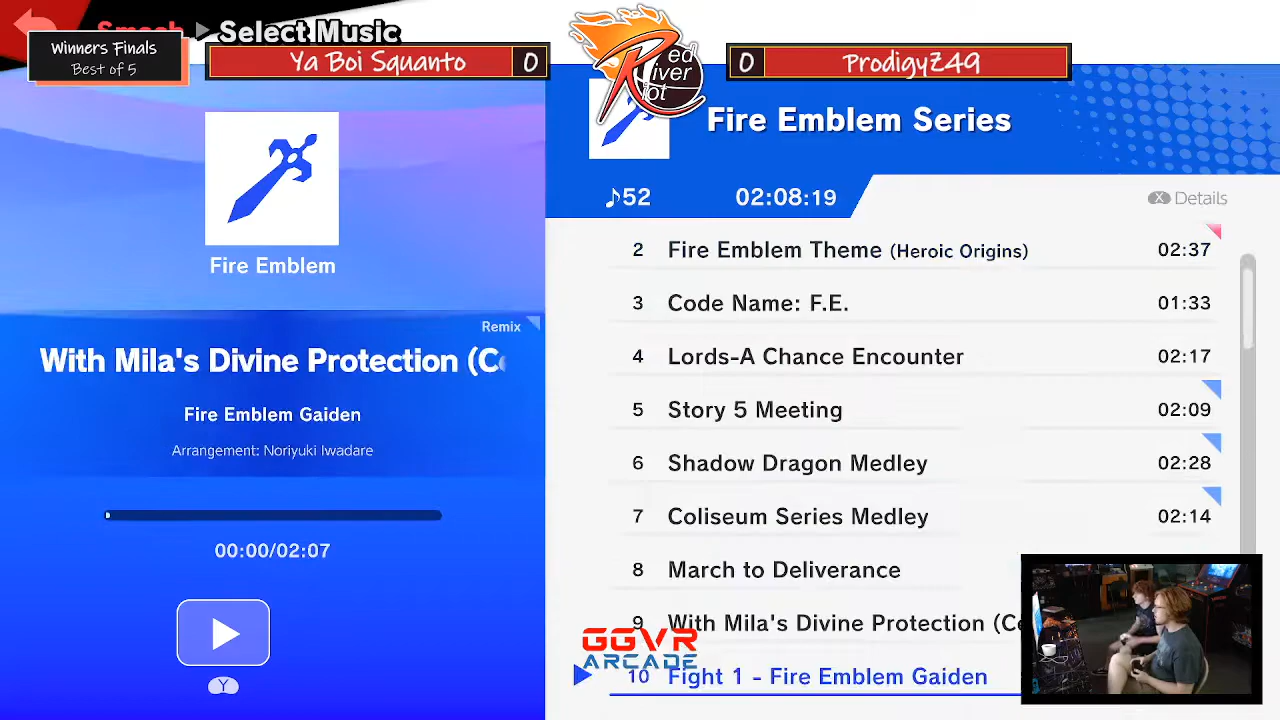 Smash ▶ Select Music
Winners Finals
Best of 5
Ya Boi Squanto 0
Red River Riot
0 ProdigyZ49
Fire Emblem Series
♪52 02:08:19
X Details
Fire Emblem
Remix
With Mila's Divine Protection (Ce
Fire Emblem Gaiden
Arrangement: Noriyuki Iwadare
00:00/02:07
Y
2 Fire Emblem Theme (Heroic Origins) 02:37
3 Code Name: F.E. 01:33
4 Lords-A Chance Encounter 02:17
5 Story 5 Meeting 02:09
6 Shadow Dragon Medley 02:28
7 Coliseum Series Medley 02:14
8 March to Deliverance
9 With Mila's Divine Protection (Ce
GGVR
ARCADE
10 Fight 1 - Fire Emblem Gaiden